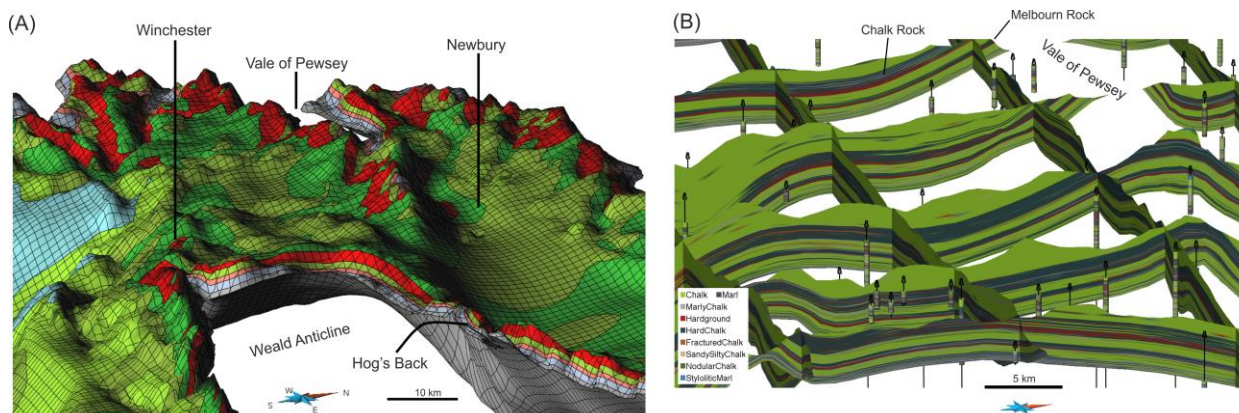 (A)
Winchester
Vale of Pewsey
Newbury
Weald Anticline
Hog's Back
10 km
W
N
S
E
(B)
Melbourn Rock
Chalk Rock
Vale of Pewsey
Chalk Marl
MarlyChalk
Hardground
HardChalk
FracturedChalk
SandySiltyChalk
NodularChalk
StyloliticMarl
5 km